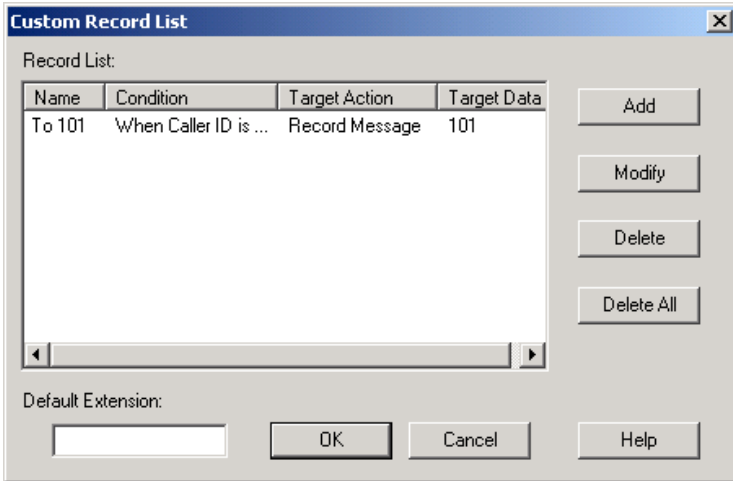 Custom Record List
Record List:
Name Condition Target Action Target Data
To 101 When Caller ID is ... Record Message 101
Add
Modify
Delete
Delete All
Default Extension:
OK Cancel Help